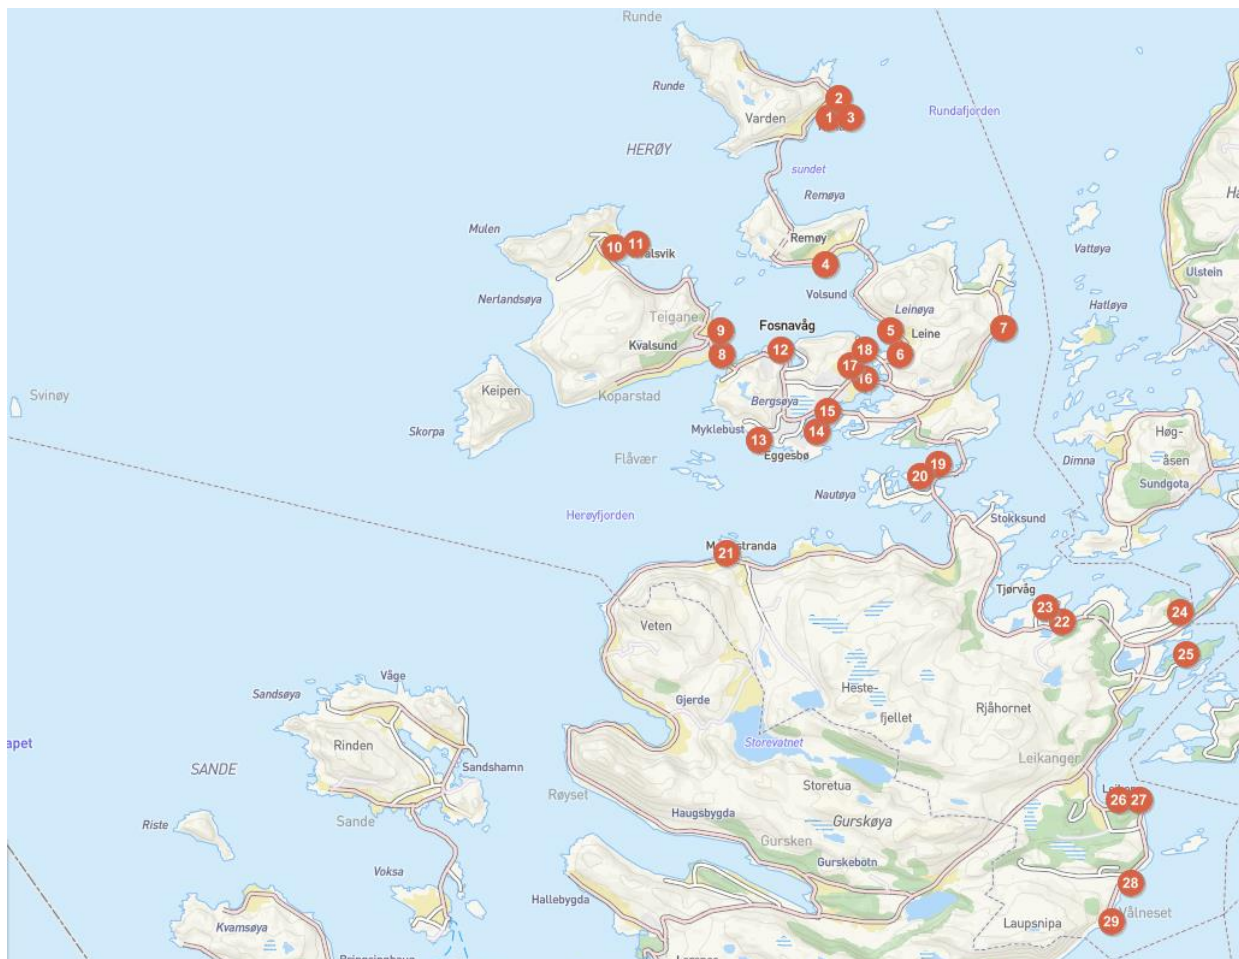 Runde
2
Runde
1
3
Varden
Rundafjorden
HERØY
sundet
Remøya
Mulen
Remøy
10
11
4
Vattøya
Ulstein
Nerlandsøya
Volsund
Leinøya
Hatløya
Teigane
9
Fosnavåg
5
Leine
7
Kvalsund
8
12
18
6
17
16
Svinøy
Keipen
Koparstad
Bergsøya
15
Skorpa
Myklebust
14
13
Eggesbø
Høg-
åsen
Flåvær
Dimna
19
20
Sundgota
Nautøya
Herøyfjorden
Stokksund
21
Tjørvåg
23
22
24
Veten
25
Våge
Sandsøya
Gjerde
Heste-
fjellet
Rjåhornet
Rinden
Storevatnet
SANDE
Sandshamn
Leikanger
Storetua
Røyset
26
27
Riste
Sande
Haugsbygda
Gurskøya
Gursken
Gurskebotn
Voksa
28
Hallebygda
Vålneset
29
Kvamsøya
Laupsnipa